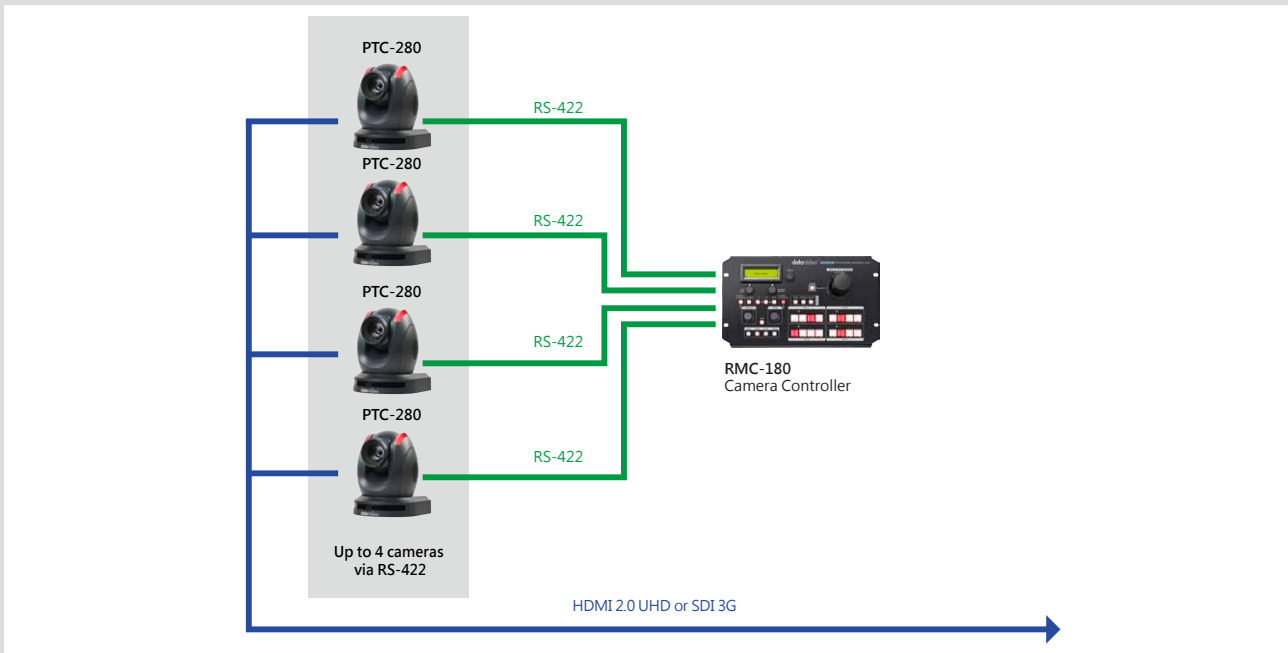 PTC-280
RS-422
PTC-280
RS-422
PTC-280
RS-422
PTC-280
RS-422
datavideo
RMC-180
Camera Controller
Up to 4 cameras
via RS-422
HDMI 2.0 UHD or SDI 3G